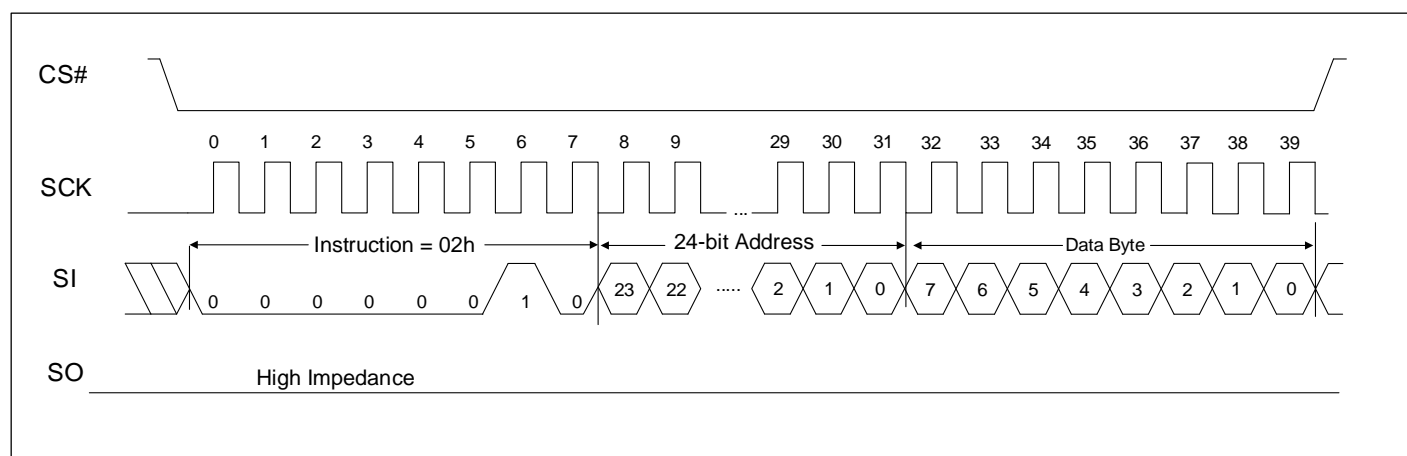 CS#
0 1 2 3 4 5 6 7 8 9 29 30 31 32 33 34 35 36 37 38 39
SCK
...
Instruction = 02h 24-bit Address Data Byte
SI
0 0 0 0 0 0 1 0 23 22 ..... 2 1 0 7 6 5 4 3 2 1 0
SO
High Impedance